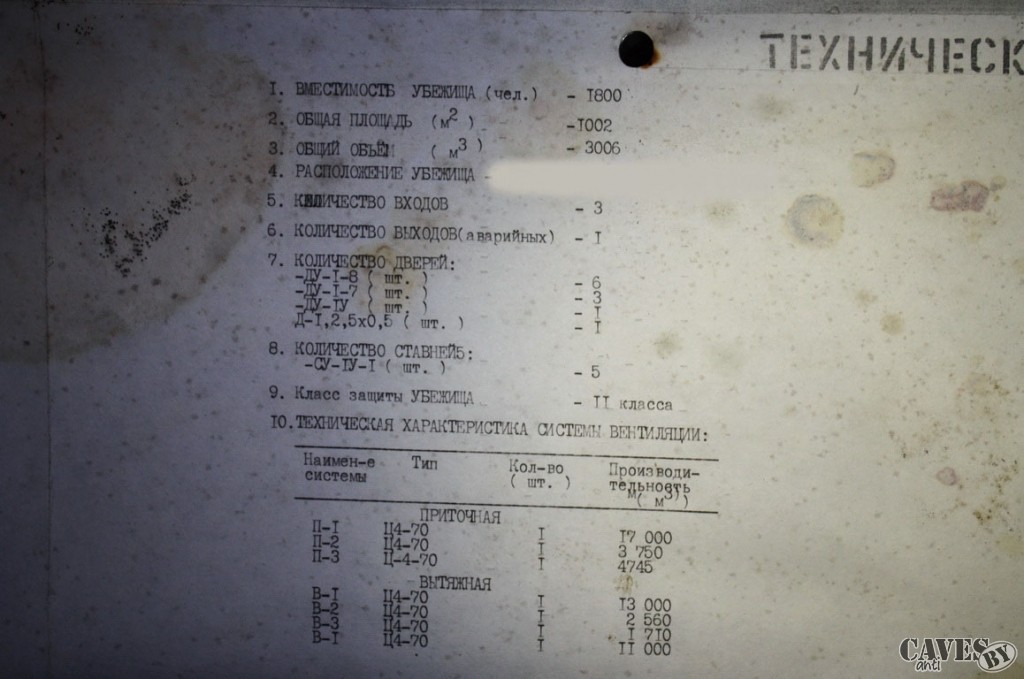 ТЕХНИЧЕСК
I. ВМЕСТИМОСТЬ УБЕЖИЩА (чел.) - I800
2. ОБЩАЯ ПЛОЩАДЬ (м2) -I002
3. ОБЩИЙ ОБЪЁМ (м3) - 3006
4. РАСПОЛОЖЕНИЕ УБЕЖИЩА -
5. КОЛИЧЕСТВО ВХОДОВ - 3
6. КОЛИЧЕСТВО ВЫХОДОВ(аварийных) - I
7. КОЛИЧЕСТВО ДВЕРЕЙ:
-ДУ-I-8 ( шт. ) - 6
-ДУ-I-7 ( шт. ) - 3
-ДУ-IУ ( шт. ) - I
Д-I,2,5х0,5 ( шт. ) - I
8. КОЛИЧЕСТВО СТАВНЕЙ5:
-СУ-IУ-I ( шт. ) - 5
9. Класс защиты УБЕЖИЩА - II класса
I0.ТЕХНИЧЕСКАЯ ХАРАКТЕРИСТИКА СИСТЕМЫ ВЕНТИЛЯЦИИ:
Наимен-е Тип Кол-во Производи-
системы ( шт. ) тельность
( м3)
ПРИТОЧНАЯ
П-I Ц4-70 I I7 000
П-2 Ц4-70 I 3 750
П-3 Ц-4-70 I 4745
ВЫТЯЖНАЯ
В-I Ц4-70 I I3 000
В-2 Ц4-70 I 2 560
В-3 Ц4-70 I I 7I0
В-I Ц4-70 I II 000
CAVES BY
anti